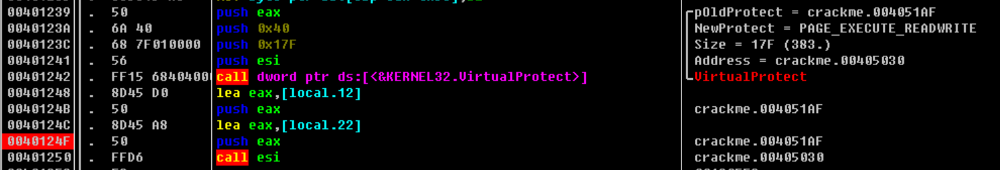 00401239 . 50 push eax pOldProtect = crackme.004051AF
0040123A . 6A 40 push 0x40 NewProtect = PAGE_EXECUTE_READWRITE
0040123C . 68 7F010000 push 0x17F Size = 17F (383.)
00401241 . 56 push esi Address = crackme.00405030
00401242 . FF15 68404000 call dword ptr ds:[<&KERNEL32.VirtualProtect>] VirtualProtect
00401248 . 8D45 D0 lea eax,[local.12]
0040124B . 50 push eax crackme.004051AF
0040124C . 8D45 A8 lea eax,[local.22]
0040124F . 50 push eax crackme.004051AF
00401250 . FFD6 call esi crackme.00405030